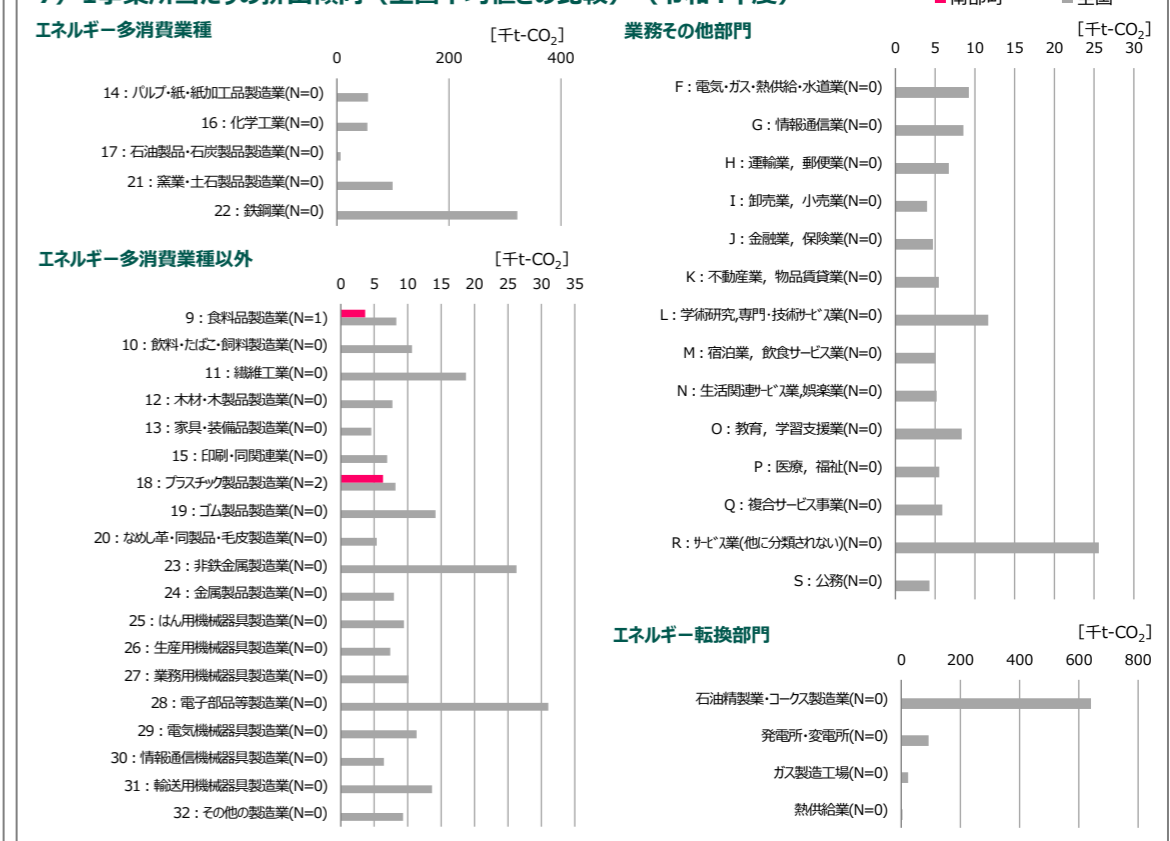 ■南部町 ■全国
エネルギー多消費業種
[千t-CO₂]
0 200 400
14：パルプ・紙・紙加工品製造業(N=0)
16：化学工業(N=0)
17：石油製品・石炭製品製造業(N=0)
21：窯業・土石製品製造業(N=0)
22：鉄鋼業(N=0)
エネルギー多消費業種以外
[千t-CO₂]
0 5 10 15 20 25 30 35
9：食料品製造業(N=1)
10：飲料・たばこ・飼料製造業(N=0)
11：繊維工業(N=0)
12：木材・木製品製造業(N=0)
13：家具・装備品製造業(N=0)
15：印刷・同関連業(N=0)
18：プラスチック製品製造業(N=2)
19：ゴム製品製造業(N=0)
20：なめし革・同製品・毛皮製造業(N=0)
23：非鉄金属製造業(N=0)
24：金属製品製造業(N=0)
25：はん用機械器具製造業(N=0)
26：生産用機械器具製造業(N=0)
27：業務用機械器具製造業(N=0)
28：電子部品等製造業(N=0)
29：電気機械器具製造業(N=0)
30：情報通信機械器具製造業(N=0)
31：輸送用機械器具製造業(N=0)
32：その他の製造業(N=0)
業務その他部門
[千t-CO₂]
0 5 10 15 20 25 30
F：電気・ガス・熱供給・水道業(N=0)
G：情報通信業(N=0)
H：運輸業，郵便業(N=0)
I：卸売業，小売業(N=0)
J：金融業，保険業(N=0)
K：不動産業，物品賃貸業(N=0)
L：学術研究,専門・技術ｻｰﾋﾞｽ業(N=0)
M：宿泊業，飲食サービス業(N=0)
N：生活関連ｻｰﾋﾞｽ業,娯楽業(N=0)
O：教育，学習支援業(N=0)
P：医療，福祉(N=0)
Q：複合サービス事業(N=0)
R：ｻｰﾋﾞｽ業(他に分類されない)(N=0)
S：公務(N=0)
エネルギー転換部門
[千t-CO₂]
0 200 400 600 800
石油精製業・コークス製造業(N=0)
発電所・変電所(N=0)
ガス製造工場(N=0)
熱供給業(N=0)